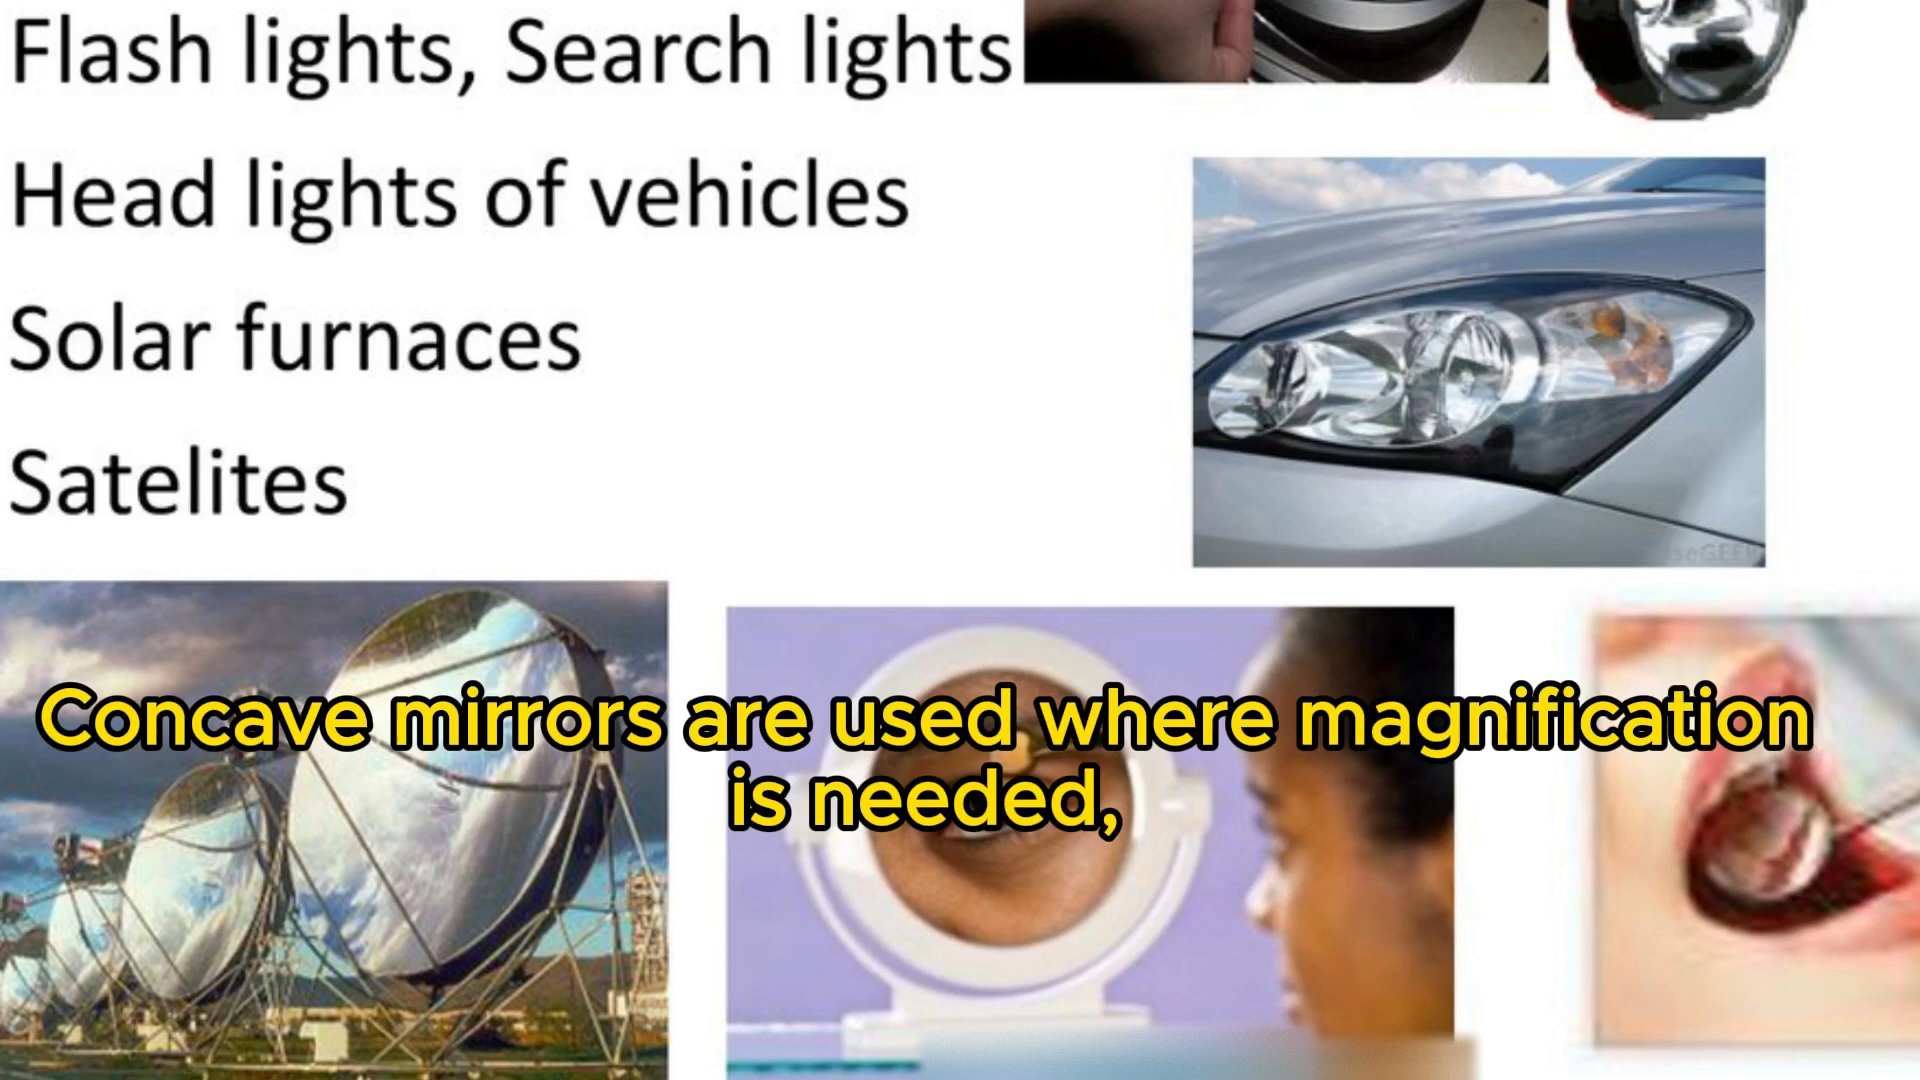 Flash lights, Search lights
Head lights of vehicles
Solar furnaces
Satelites
Concave mirrors are used where magnification
is needed,